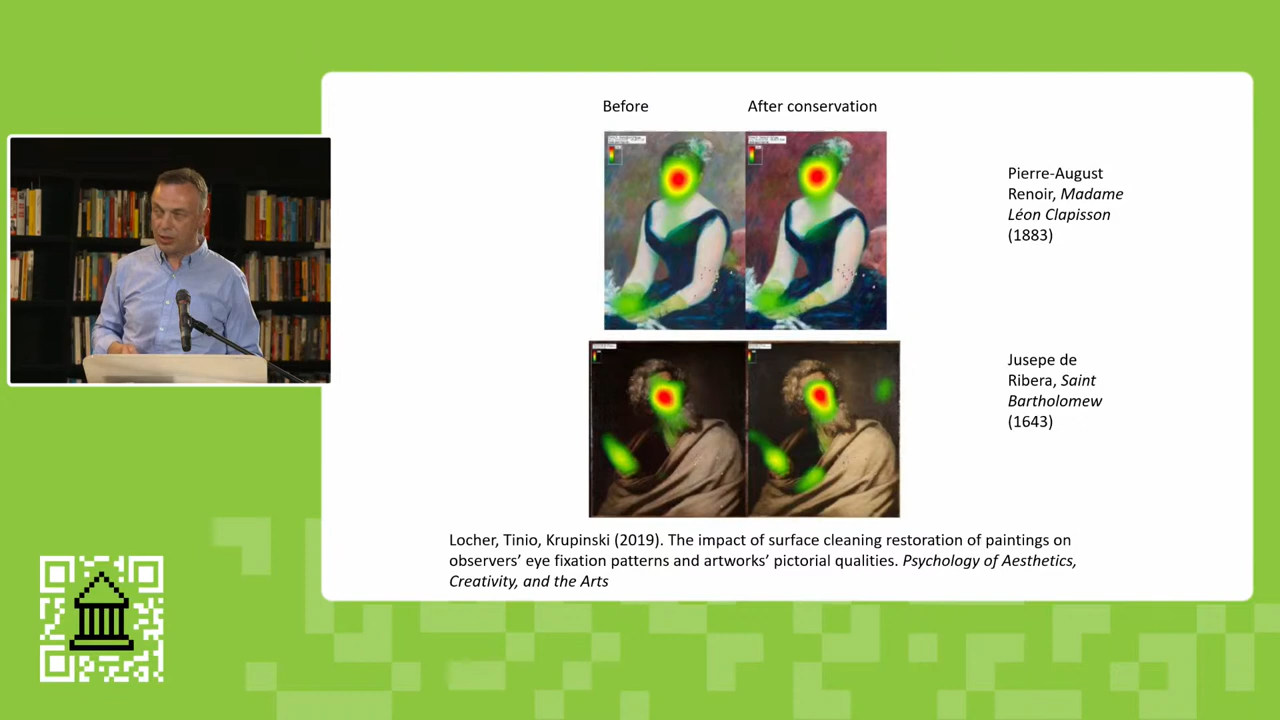 Before
After conservation
Pierre-August
Renoir, Madame
Léon Clapisson
(1883)
Jusepe de
Ribera, Saint
Bartholomew
(1643)
Locher, Tinio, Krupinski (2019). The impact of surface cleaning restoration of paintings on
observers’ eye fixation patterns and artworks’ pictorial qualities. Psychology of Aesthetics,
Creativity, and the Arts